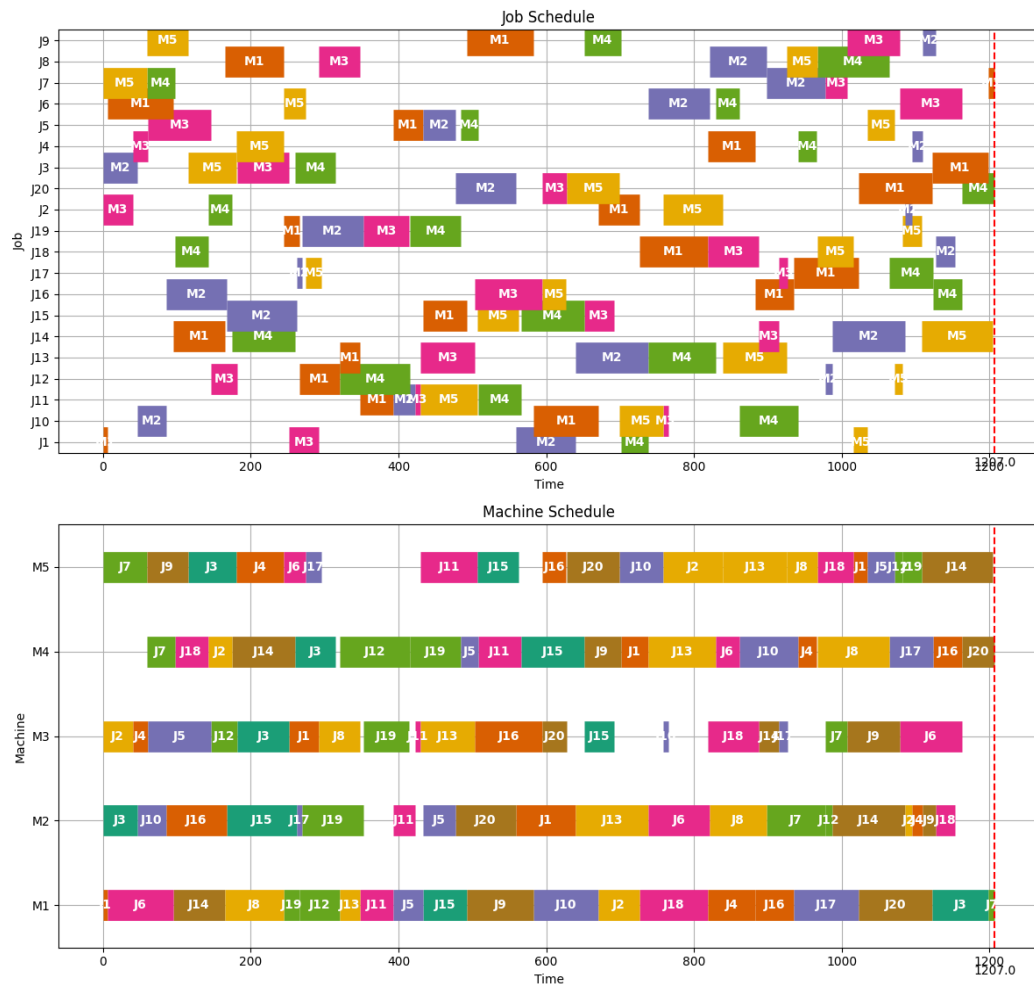 Job Schedule
J9 M5 M1 M4 M3 M2
J8 M1 M3 M2 M5 M4
J7 M5 M4 M2 M3
J6 M1 M5 M2 M4 M3
J5 M3 M1 M2 M4 M5
J4 M3 M5 M1 M4 M2
J3 M2 M5 M3 M4 M1
J20 M2 M3 M5 M1 M4
J2 M3 M4 M1 M5 M2
J19 M1 M2 M3 M4 M5
J18 M4 M1 M3 M5 M2
J17 M5 M3 M1 M4
J16 M2 M3 M5 M1 M4
J15 M2 M1 M5 M4 M3
J14 M1 M4 M3 M2 M5
J13 M1 M3 M2 M4 M5
J12 M3 M1 M4
J11 M1 M2 M3 M5 M4
J10 M2 M1 M5 M4
J1 M3 M2 M4 M5
Job
0 200 400 600 800 1000 1200
1207.0
Time
Machine Schedule
M5 J7 J9 J3 J4 J6 J17 J11 J15 J16 J20 J10 J2 J13 J8 J18 J1 J5 J12 J19 J14
M4 J7 J18 J2 J14 J3 J12 J19 J5 J11 J15 J9 J1 J13 J6 J10 J4 J8 J17 J16 J20
M3 J2 J4 J5 J12 J3 J1 J8 J19 J11 J13 J16 J20 J15 J18 J14 J17 J7 J9 J6
M2 J3 J10 J16 J15 J17 J19 J11 J5 J20 J1 J13 J6 J8 J7 J12 J14 J2 J4 J9 J18
M1 J6 J14 J8 J19 J12 J13 J11 J5 J15 J9 J10 J2 J18 J4 J16 J17 J20 J3 J7
Machine
0 200 400 600 800 1000 1200
1207.0
Time